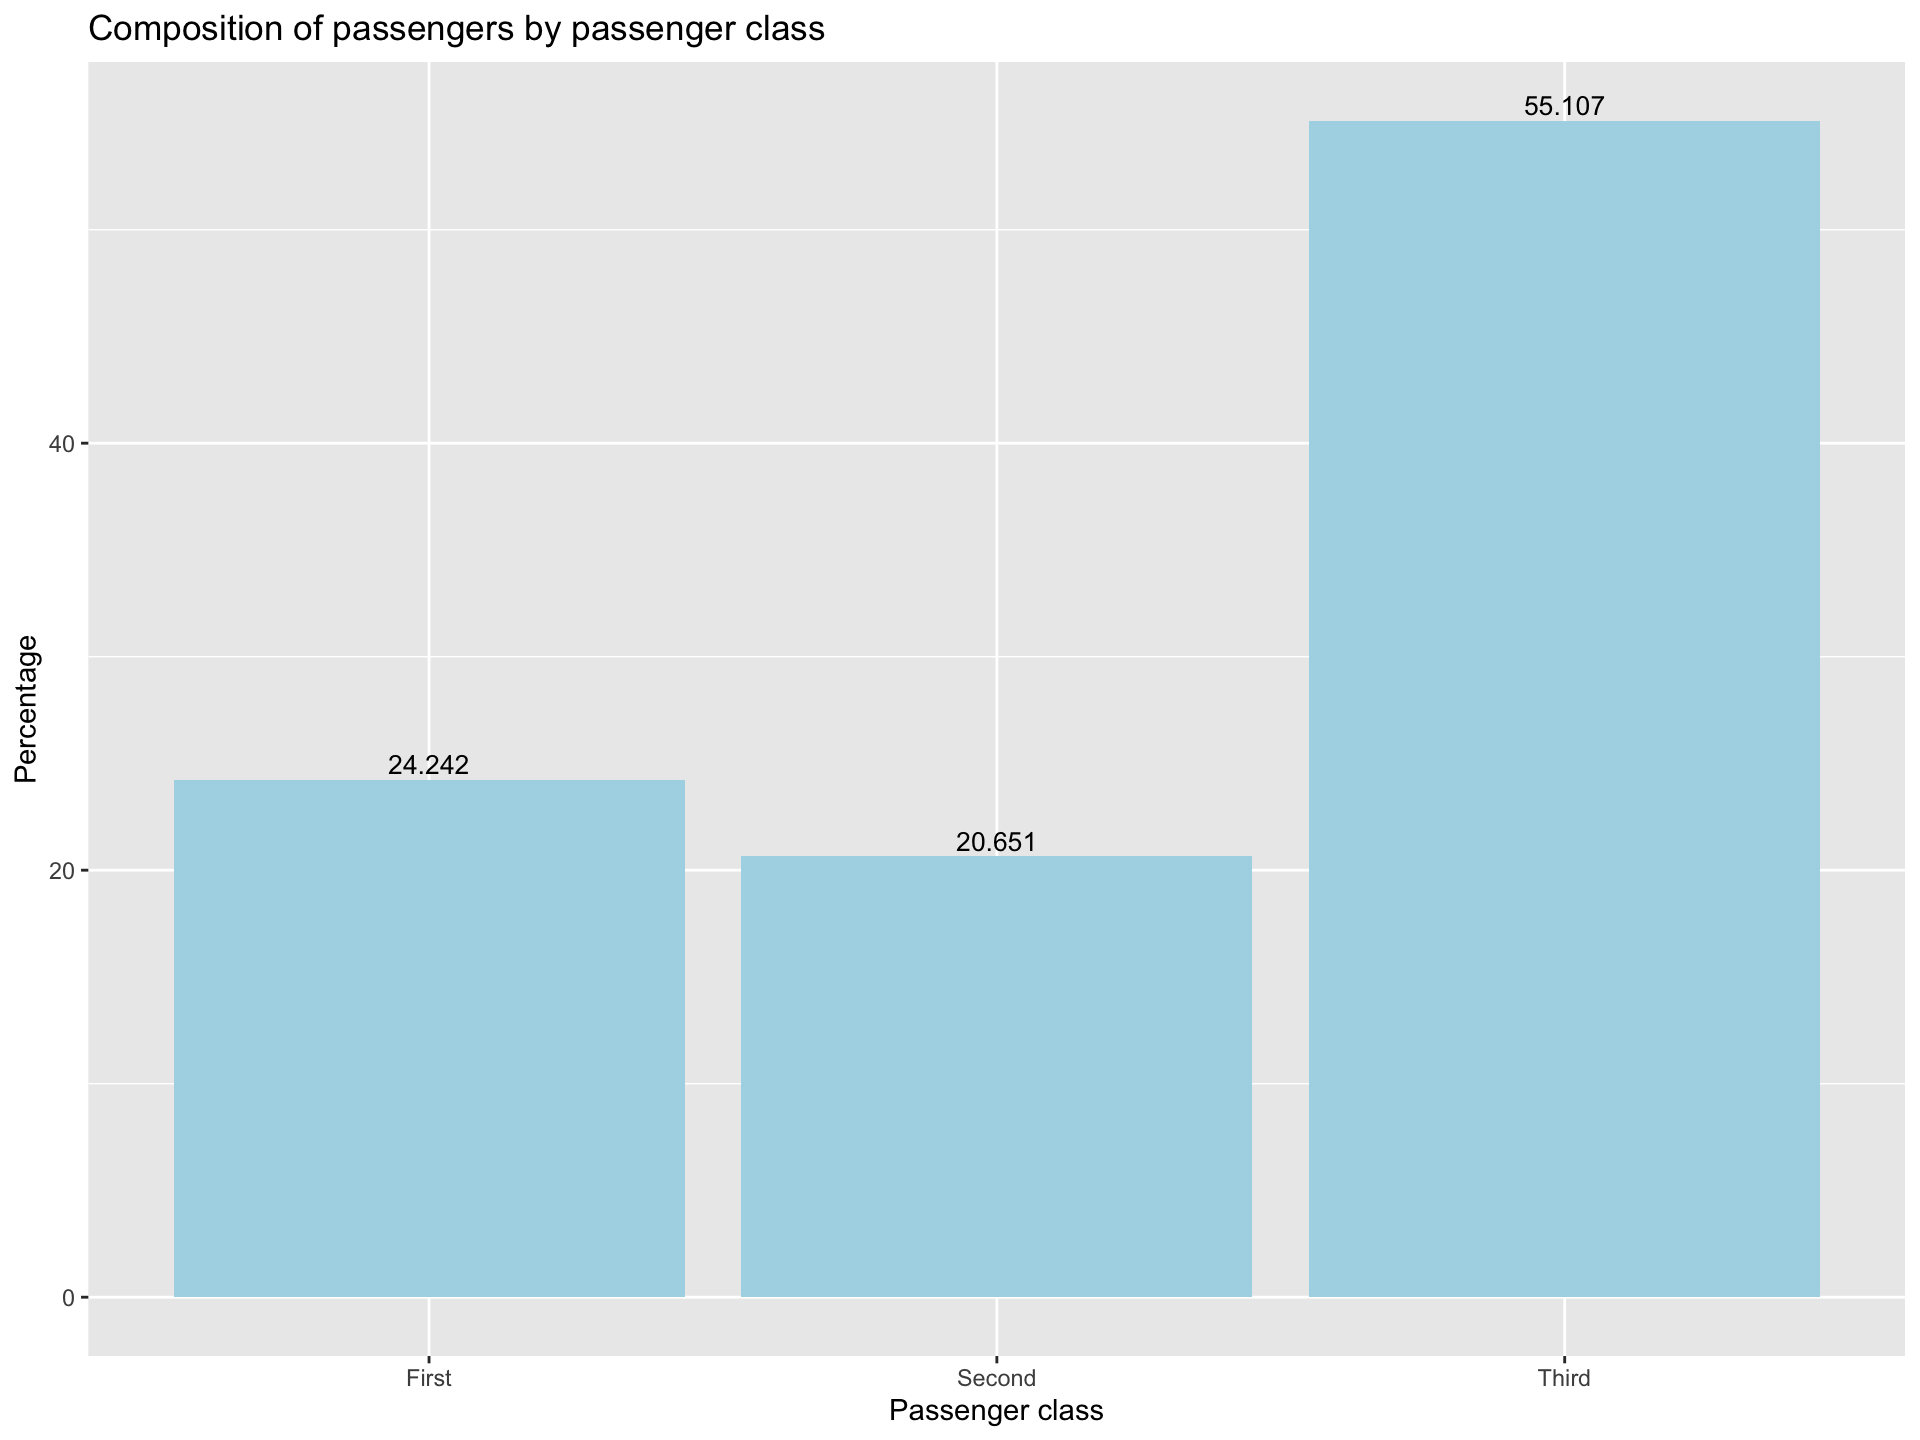 Composition of passengers by passenger class
55.107
40
Percentage
24.242
20.651
20
0
First
Second
Third
Passenger class